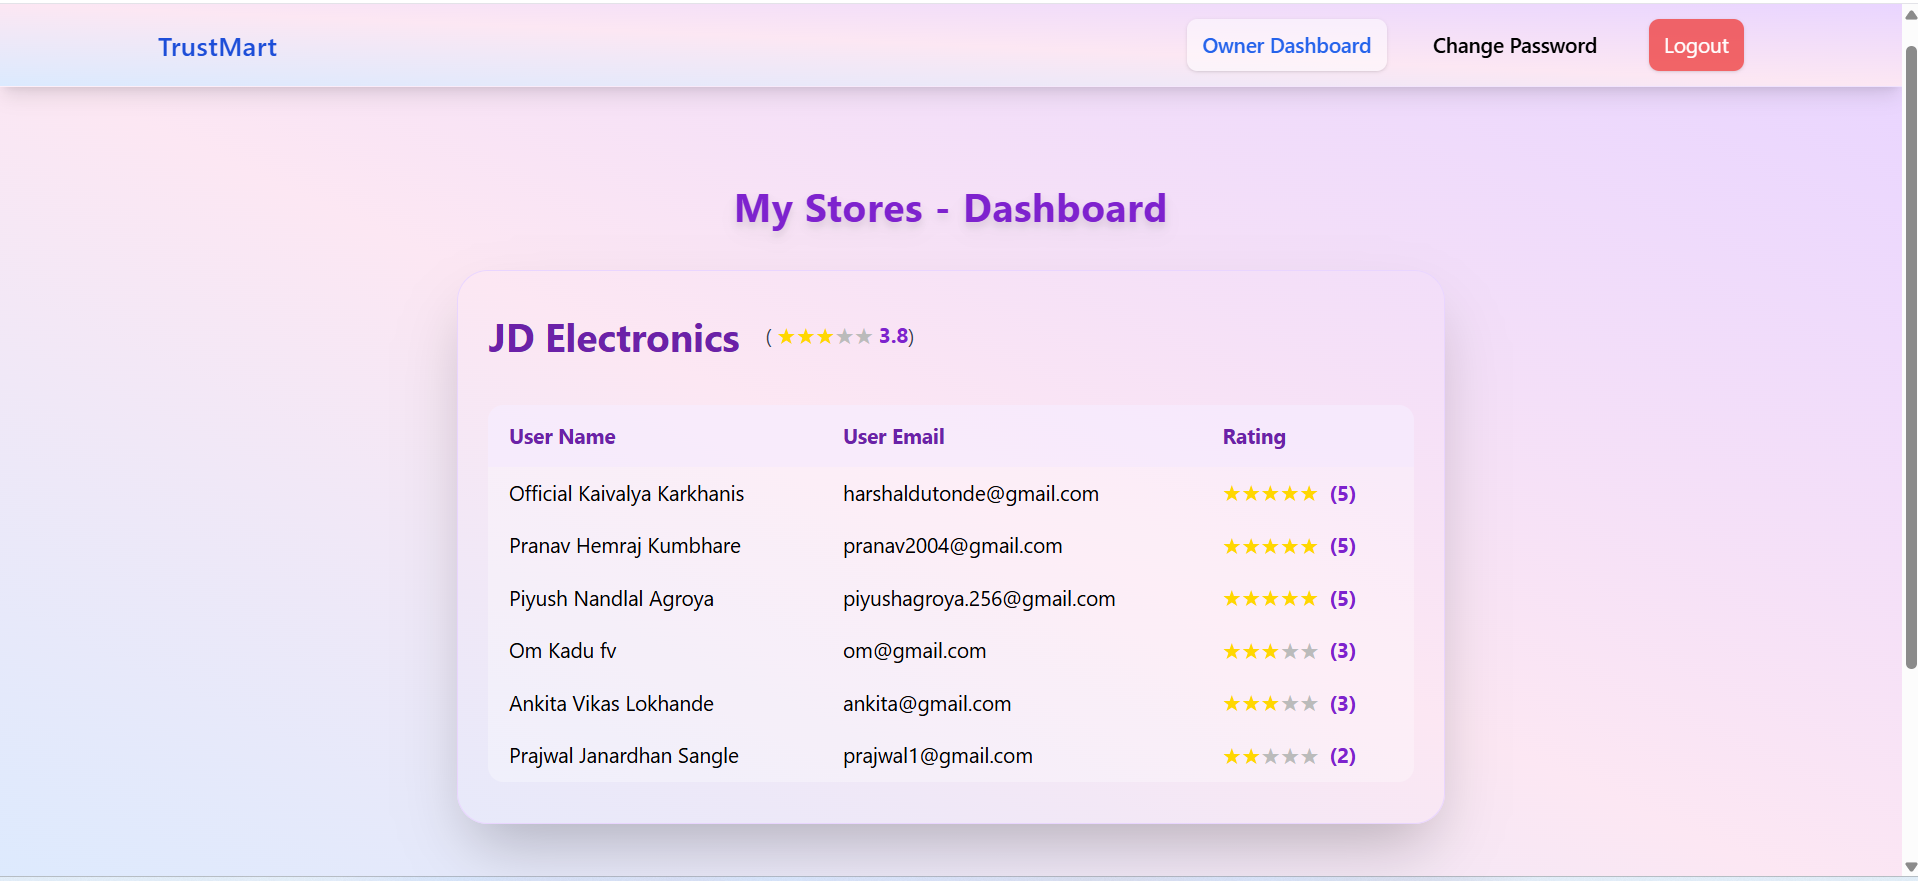 TrustMart Owner Dashboard Change Password Logout
My Stores - Dashboard
JD Electronics ( ★★★★★ 3.8)
User Name User Email Rating
Official Kaivalya Karkhanis harshaldutonde@gmail.com ★★★★★ (5)
Pranav Hemraj Kumbhare pranav2004@gmail.com ★★★★★ (5)
Piyush Nandlal Agroya piyushagroya.256@gmail.com ★★★★★ (5)
Om Kadu fv om@gmail.com ★★★★★ (3)
Ankita Vikas Lokhande ankita@gmail.com ★★★★★ (3)
Prajwal Janardhan Sangle prajwal1@gmail.com ★★★★★ (2)